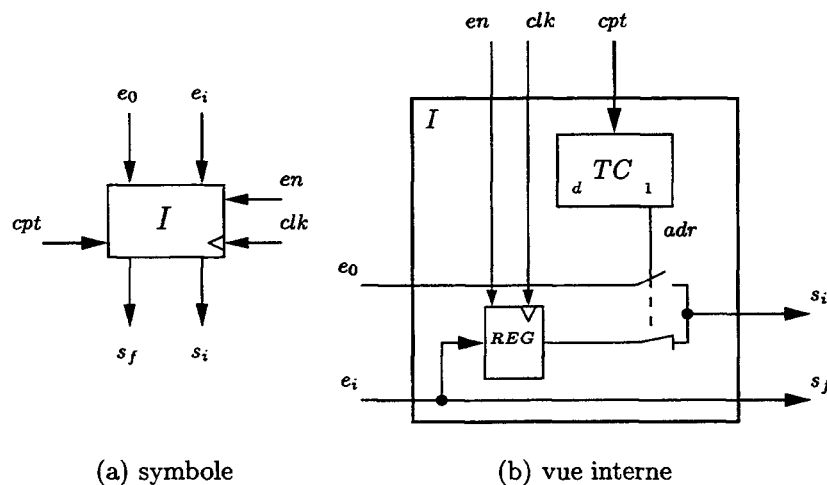 en clk cpt
e0 ei
I
TC
d 1
en
I
cpt
clk
adr
e0
si
REG
sf si
ei
sf
(a) symbole
(b) vue interne